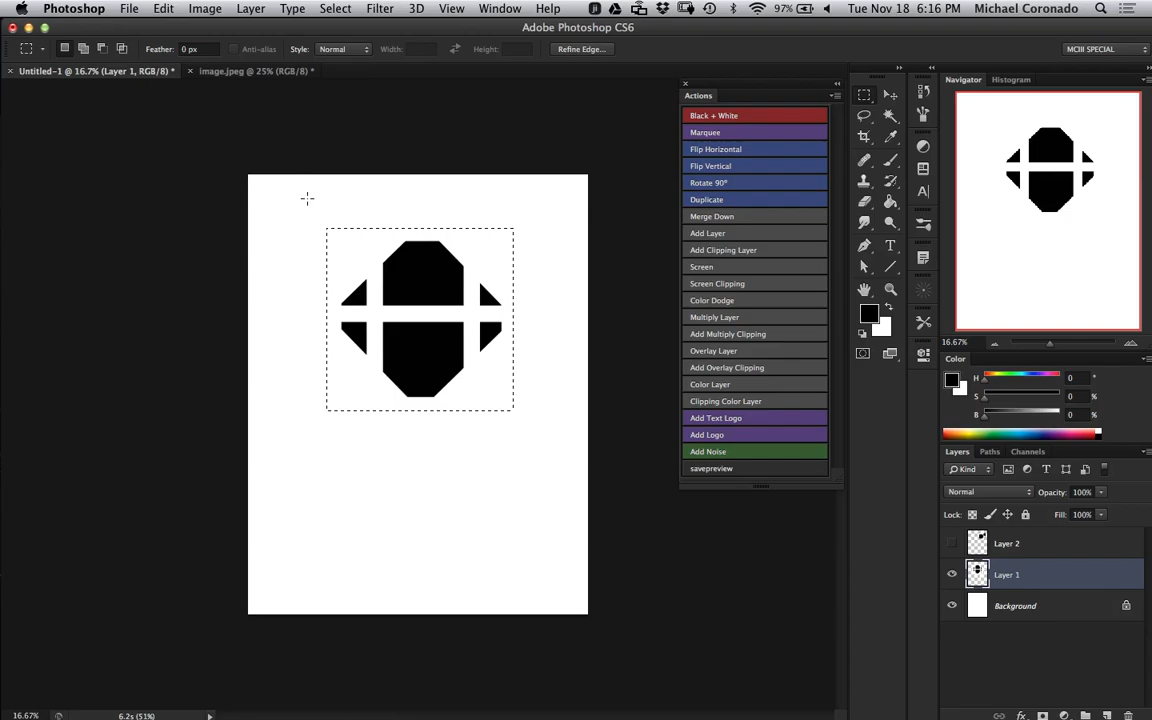 Photoshop File Edit Image Layer Type Select Filter 3D View Window Help 97% Tue Nov 18 6:16 PM Michael Coronado
Adobe Photoshop CS6
Feather: 0 px Anti-alias Style: Normal Width: Height: Refine Edge... MCIII SPECIAL
Untitled-1 @ 16.7% (Layer 1, RGB/8) * image.jpeg @ 25% (RGB/8) *
Actions
Black + White
Marquee
Flip Horizontal
Flip Vertical
Rotate 90º
Duplicate
Merge Down
Add Layer
Add Clipping Layer
Screen
Screen Clipping
Color Dodge
Multiply Layer
Add Multiply Clipping
Overlay Layer
Add Overlay Clipping
Color Layer
Clipping Color Layer
Add Text Logo
Add Logo
Add Noise
savepreview
Navigator Histogram
16.67%
Color
H 0 °
S 0 %
B 0 %
Layers Paths Channels
Kind
Normal Opacity: 100%
Lock: Fill: 100%
Layer 2
Layer 1
Background
16.67% 6.2s (51%)